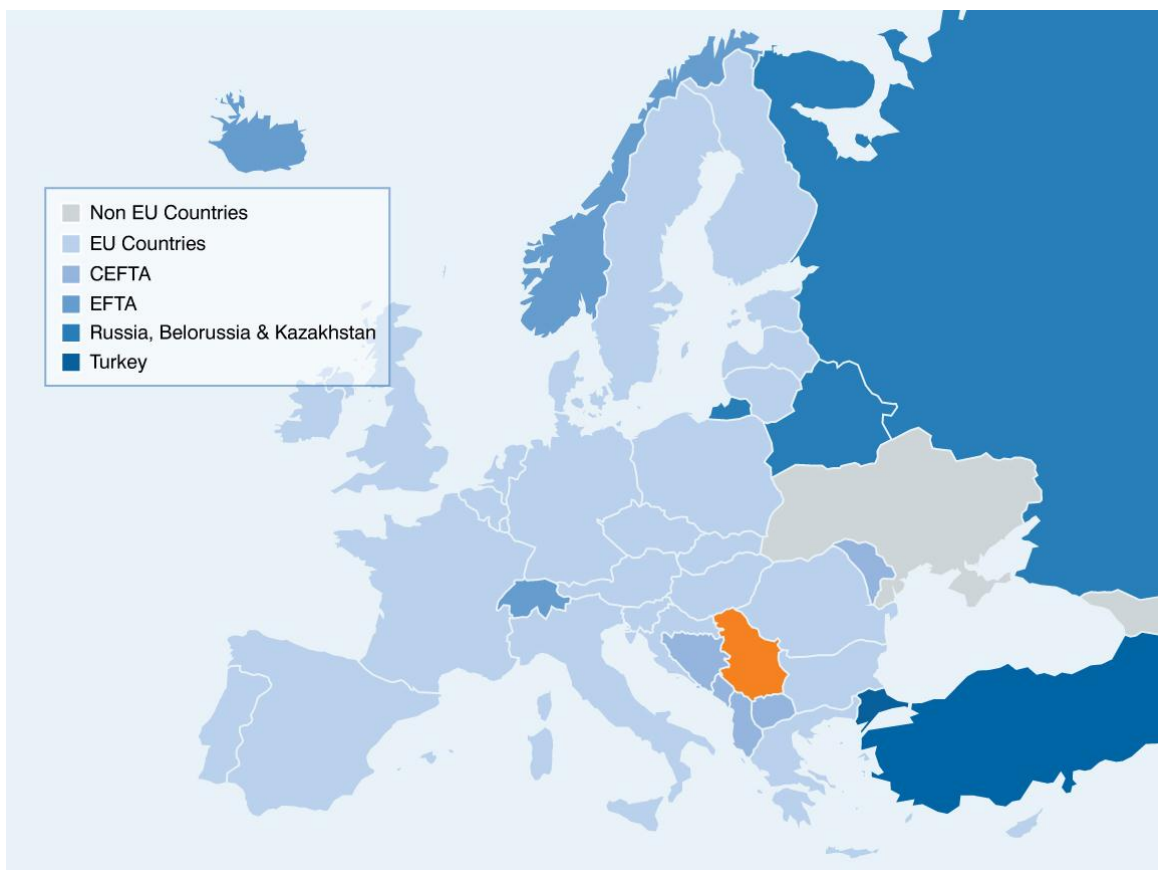 Non EU Countries
EU Countries
CEFTA
EFTA
Russia, Belorussia & Kazakhstan
Turkey